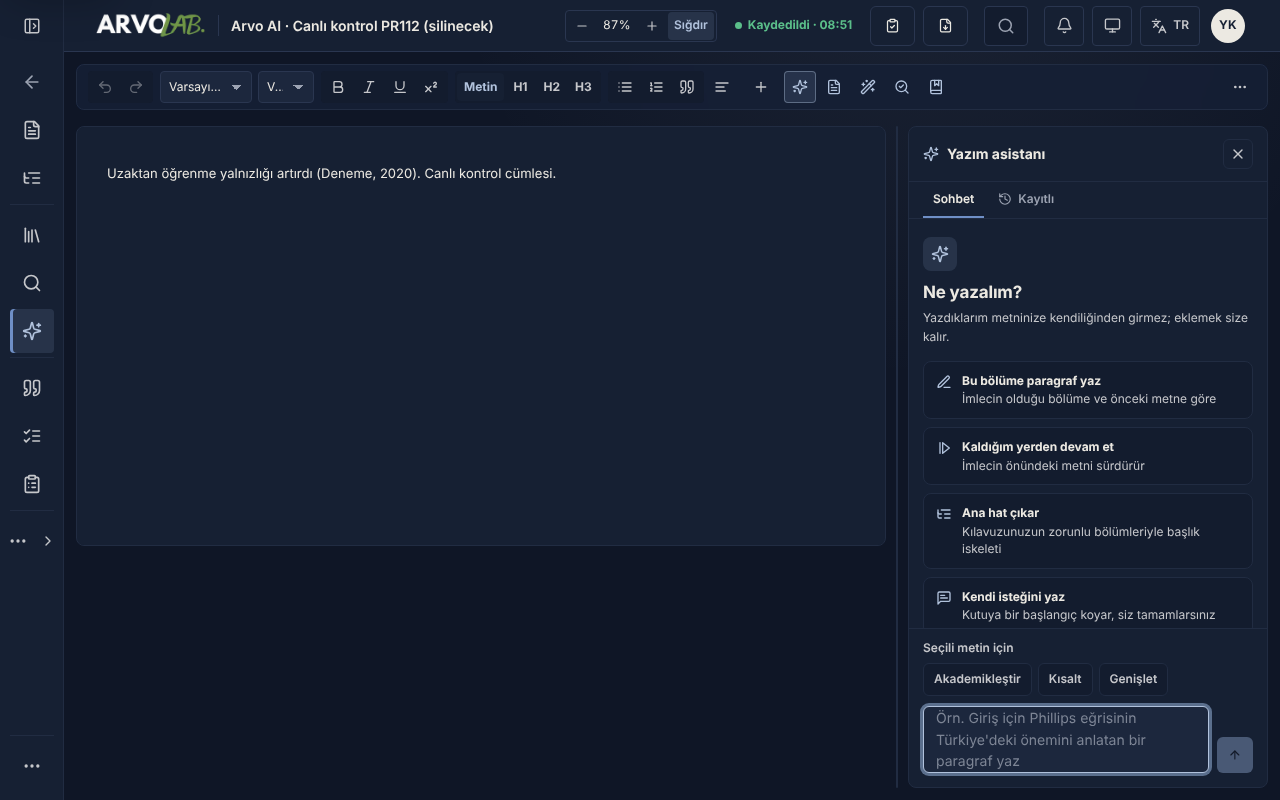 ARVOLAB.
Arvo AI · Canlı kontrol PR112 (silinecek)
87%
Sığdır
Kaydedildi · 08:51
TR
YK
Varsayı...
V..
B
I
U
x²
Metin
H1
H2
H3
Uzaktan öğrenme yalnızlığı artırdı (Deneme, 2020). Canlı kontrol cümlesi.
Yazım asistanı
Sohbet
Kayıtlı
Ne yazalım?
Yazdıklarım metninize kendiliğinden girmez; eklemek size
kalır.
Bu bölüme paragraf yaz
İmlecin olduğu bölüme ve önceki metne göre
Kaldığım yerden devam et
İmlecin önündeki metni sürdürür
Ana hat çıkar
Kılavuzunuzun zorunlu bölümleriyle başlık
iskeleti
Kendi isteğini yaz
Kutuya bir başlangıç koyar, siz tamamlarsınız
Seçili metin için
Akademikleştir
Kısalt
Genişlet
Örn. Giriş için Phillips eğrisinin
Türkiye'deki önemini anlatan bir
paragraf yaz